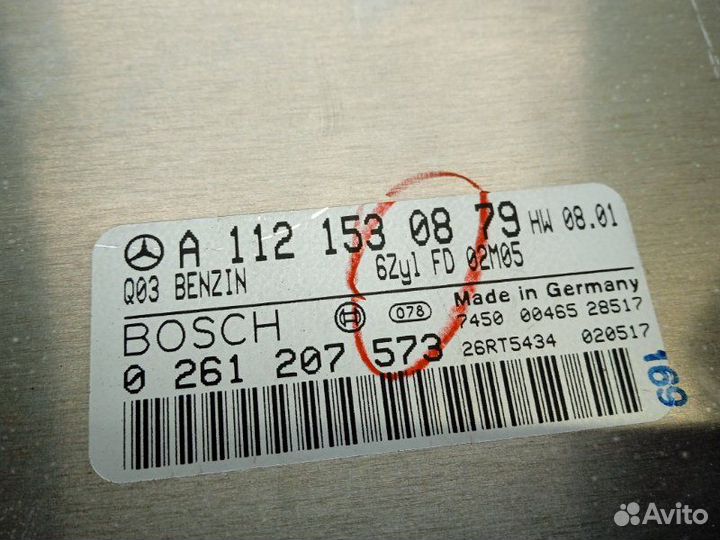 A 112 153 08 79 HW 08.01
Q03 BENZIN 6Zyl FD 02M05
BOSCH 078 Made in Germany
7450 00465 28517
0 261 207 573 26RT5434 020517
169
Avito